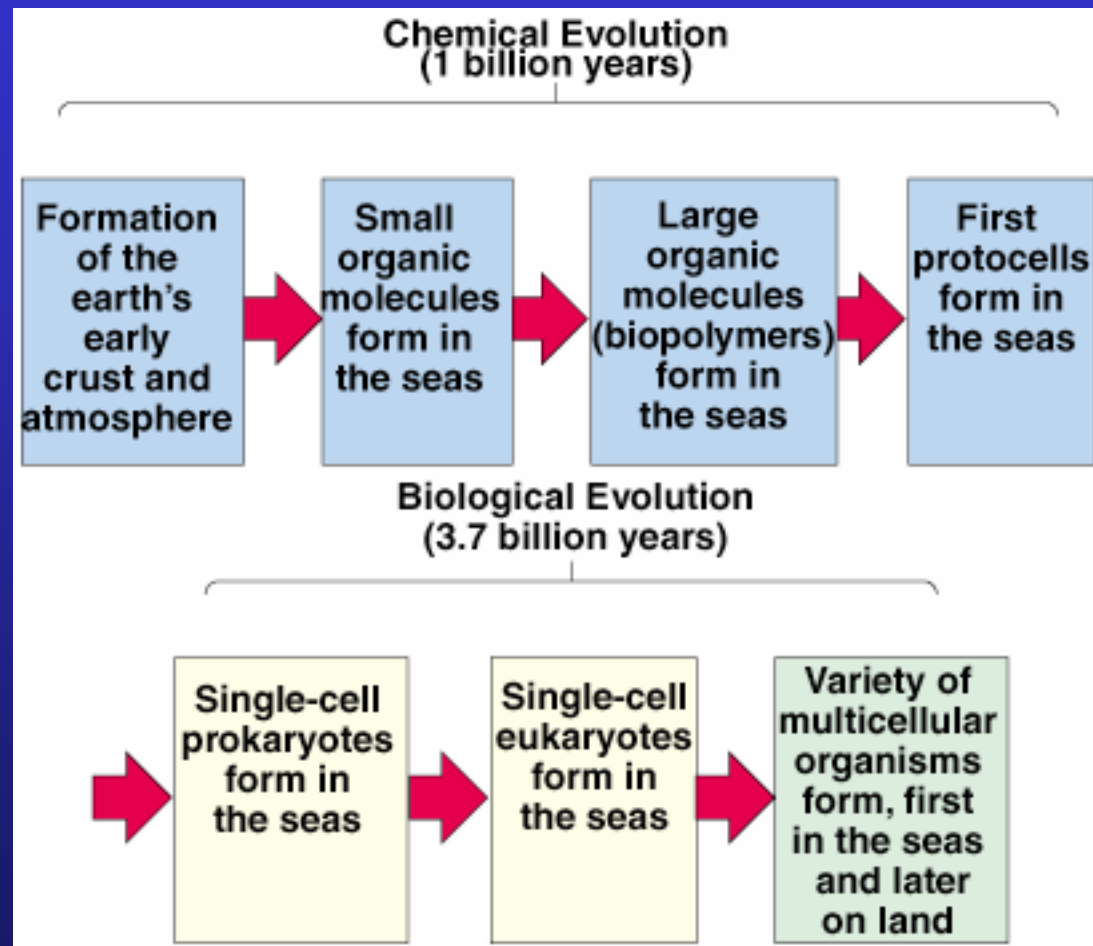 Chemical Evolution
(1 billion years)
Formation
of the
earth's
early
crust and
atmosphere
Small
organic
molecules
form in
the seas
Large
organic
molecules
(biopolymers)
form in
the seas
First
protocells
form in
the seas
Biological Evolution
(3.7 billion years)
Single-cell
prokaryotes
form in
the seas
Single-cell
eukaryotes
form in
the seas
Variety of
multicellular
organisms
form, first
in the seas
and later
on land